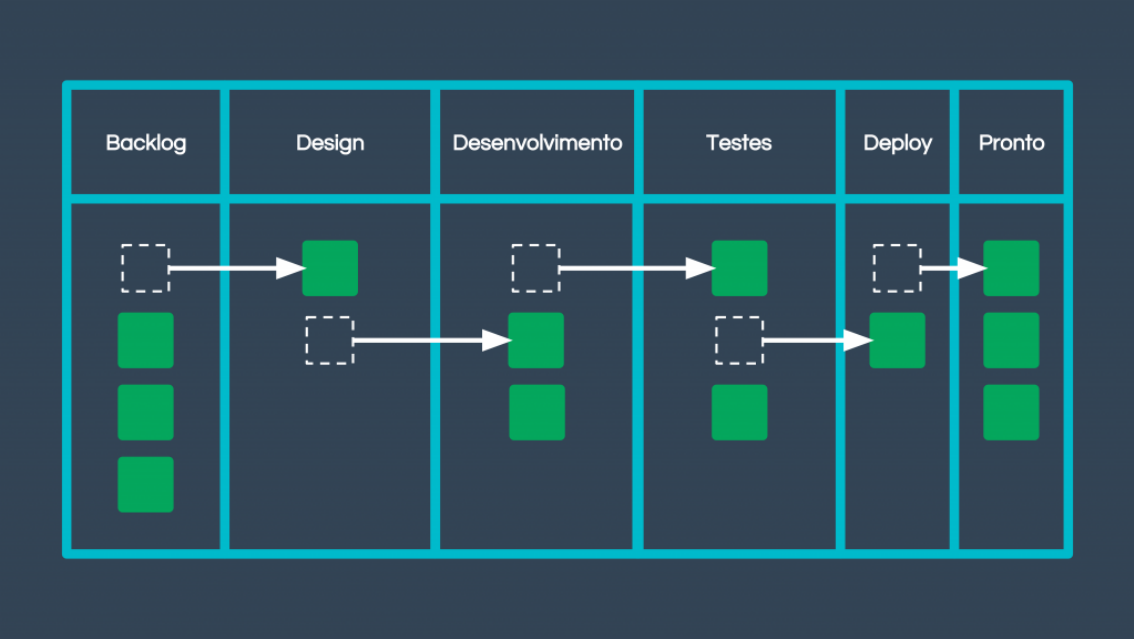 Backlog
Design
Desenvolvimento
Testes
Deploy
Pronto